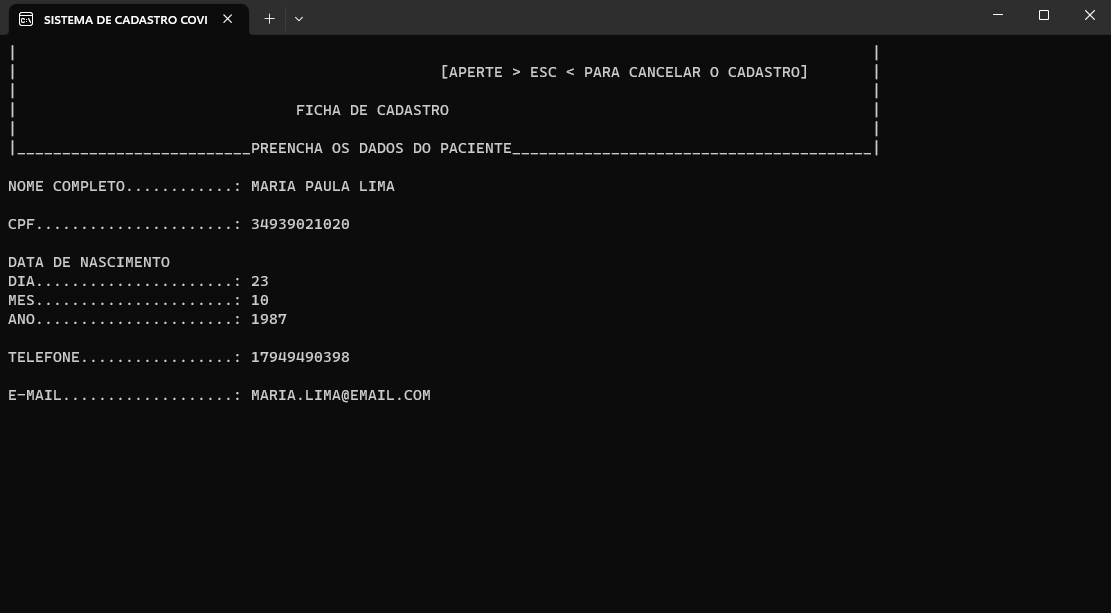 SISTEMA DE CADASTRO COVI
[APERTE > ESC < PARA CANCELAR O CADASTRO]
FICHA DE CADASTRO
PREENCHA OS DADOS DO PACIENTE
NOME COMPLETO............: MARIA PAULA LIMA
CPF......................: 34939021020
DATA DE NASCIMENTO
DIA......................: 23
MES......................: 10
ANO......................: 1987
TELEFONE.................: 17949490398
E-MAIL...................: MARIA.LIMA@EMAIL.COM